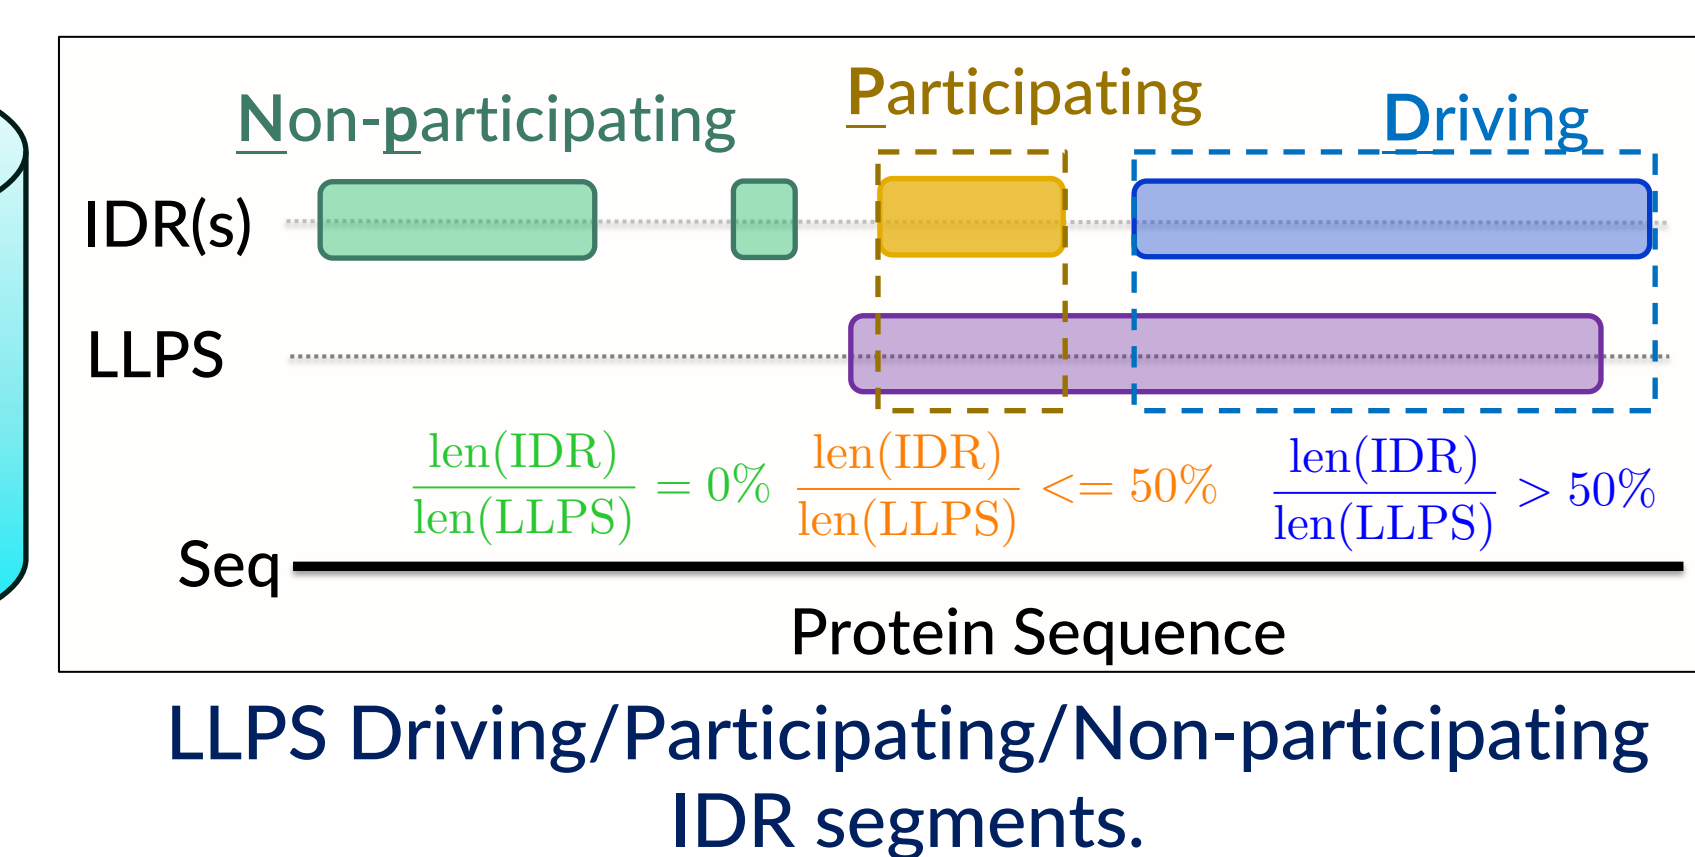 Non-participating
Participating
Driving
IDR(s)
LLPS
len(IDR)
len(LLPS)
= 0%
len(IDR)
len(LLPS)
<= 50%
len(IDR)
len(LLPS)
> 50%
Seq
Protein Sequence
LLPS Driving/Participating/Non-participating
IDR segments.